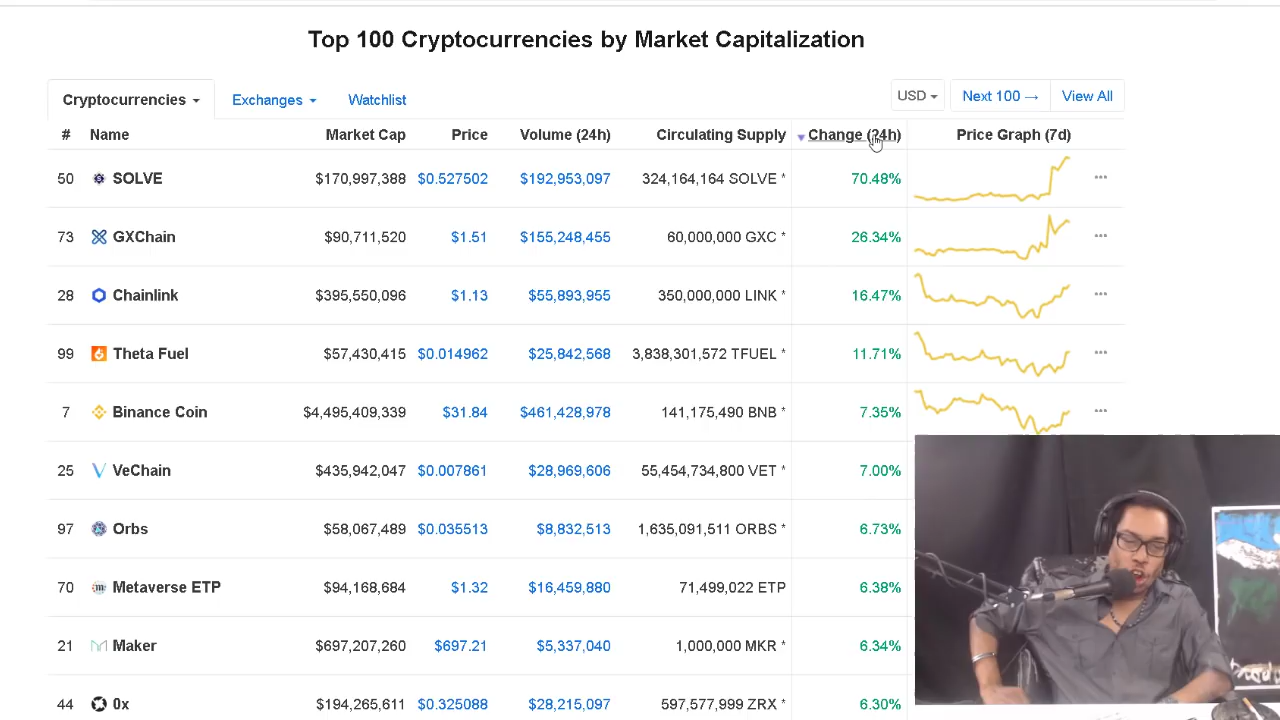 Top 100 Cryptocurrencies by Market Capitalization
Cryptocurrencies Exchanges Watchlist USD Next 100 → View All
# Name Market Cap Price Volume (24h) Circulating Supply Change (24h) Price Graph (7d)
50 SOLVE $170,997,388 $0.527502 $192,953,097 324,164,164 SOLVE * 70.48%
73 GXChain $90,711,520 $1.51 $155,248,455 60,000,000 GXC * 26.34%
28 Chainlink $395,550,096 $1.13 $55,893,955 350,000,000 LINK * 16.47%
99 Theta Fuel $57,430,415 $0.014962 $25,842,568 3,838,301,572 TFUEL * 11.71%
7 Binance Coin $4,495,409,339 $31.84 $461,428,978 141,175,490 BNB * 7.35%
25 VeChain $435,942,047 $0.007861 $28,969,606 55,454,734,800 VET * 7.00%
97 Orbs $58,067,489 $0.035513 $8,832,513 1,635,091,511 ORBS * 6.73%
70 Metaverse ETP $94,168,684 $1.32 $16,459,880 71,499,022 ETP 6.38%
21 Maker $697,207,260 $697.21 $5,337,040 1,000,000 MKR * 6.34%
44 0x $194,265,611 $0.325088 $28,215,097 597,577,999 ZRX * 6.30%